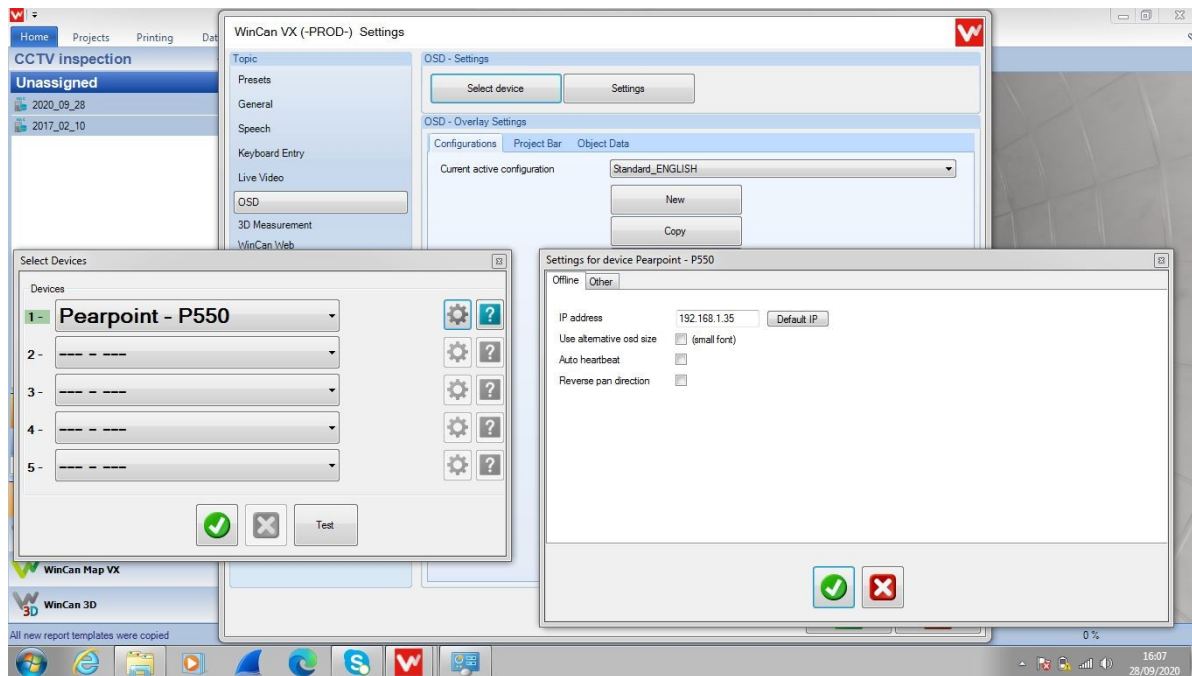 Home Projects Printing Dat
CCTV inspection
Unassigned
2020_09_28
2017_02_10
WinCan VX (-PROD-) Settings
Topic
Presets
General
Speech
Keyboard Entry
Live Video
OSD
3D Measurement
WinCan Web
OSD - Settings
Select device Settings
OSD - Overlay Settings
Configurations Project Bar Object Data
Current active configuration Standard_ENGLISH
New
Copy
Select Devices
Devices
1 - Pearpoint - P550
2 - --- - ---
3 - --- - ---
4 - --- - ---
5 - --- - ---
Test
Settings for device Pearpoint - P550
Offline Other
IP address 192.168.1.35 Default IP
Use alternative osd size (small font)
Auto heartbeat
Reverse pan direction
WinCan Map VX
3D WinCan 3D
All new report templates were copied
0 %
16:07
28/09/2020